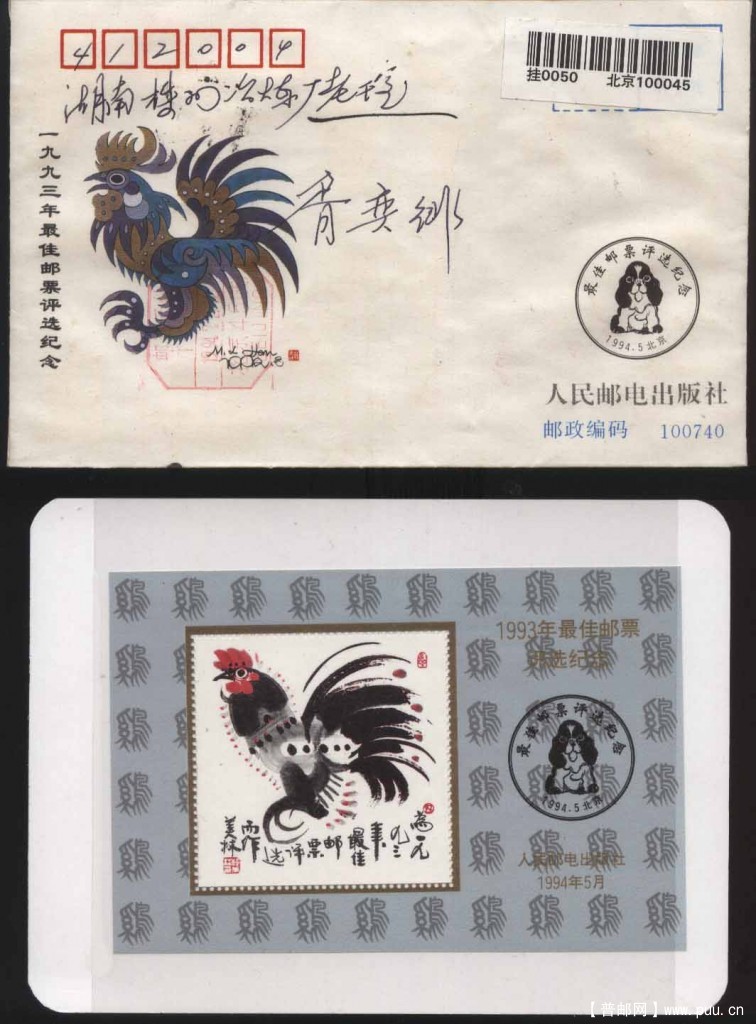 412004
挂0050 北京100045
湖南株洲冶炼厂
一九九三年最佳邮票评选纪念
最佳邮票评选纪念
1994.5北京
人民邮电出版社
邮政编码 100740
1993年最佳邮票
评选纪念
最佳邮票评选纪念
1994.5北京
为一九
九三
年
最佳
邮票评选
而作
美林
人民邮电出版社
1994年5月
【普邮网】www.puu.cn